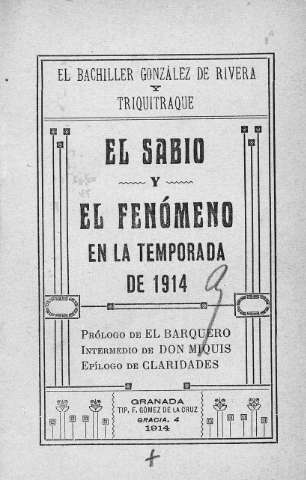 EL BACHILLER GONZÁLEZ DE RIVERA
Y
TRIQUITRAQUE
EL SABIO
Y
EL FENÓMENO
EN LA TEMPORADA
DE 1914
PRÓLOGO DE EL BARQUERO
INTERMEDIO DE DON MIQUIS
EPÍLOGO DE CLARIDADES
GRANADA
TIP. F. GÓMEZ DE LA CRUZ
GRACIA, 4
1914